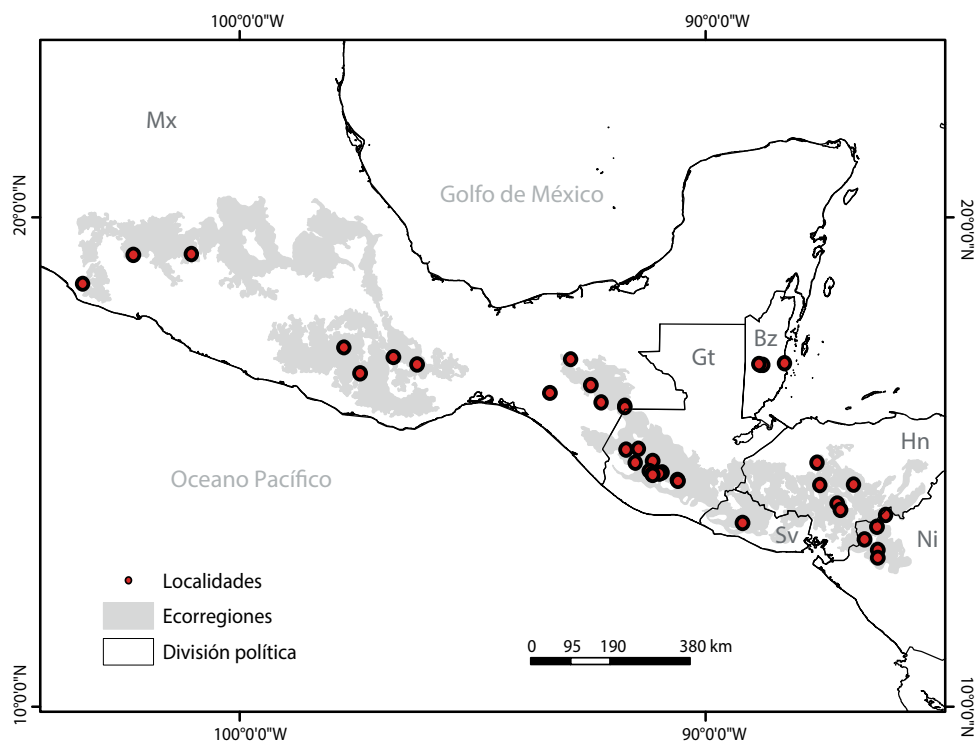 100°0'0"W
90°0'0"W
Mx
20°0'0"N
20°0'0"N
Golfo de México
Bz
Gt
Hn
Oceano Pacífico
Sv
Ni
Localidades
Ecorregiones
División política
0 95 190 380 km
10°0'0"N
10°0'0"N
100°0'0"W
90°0'0"W